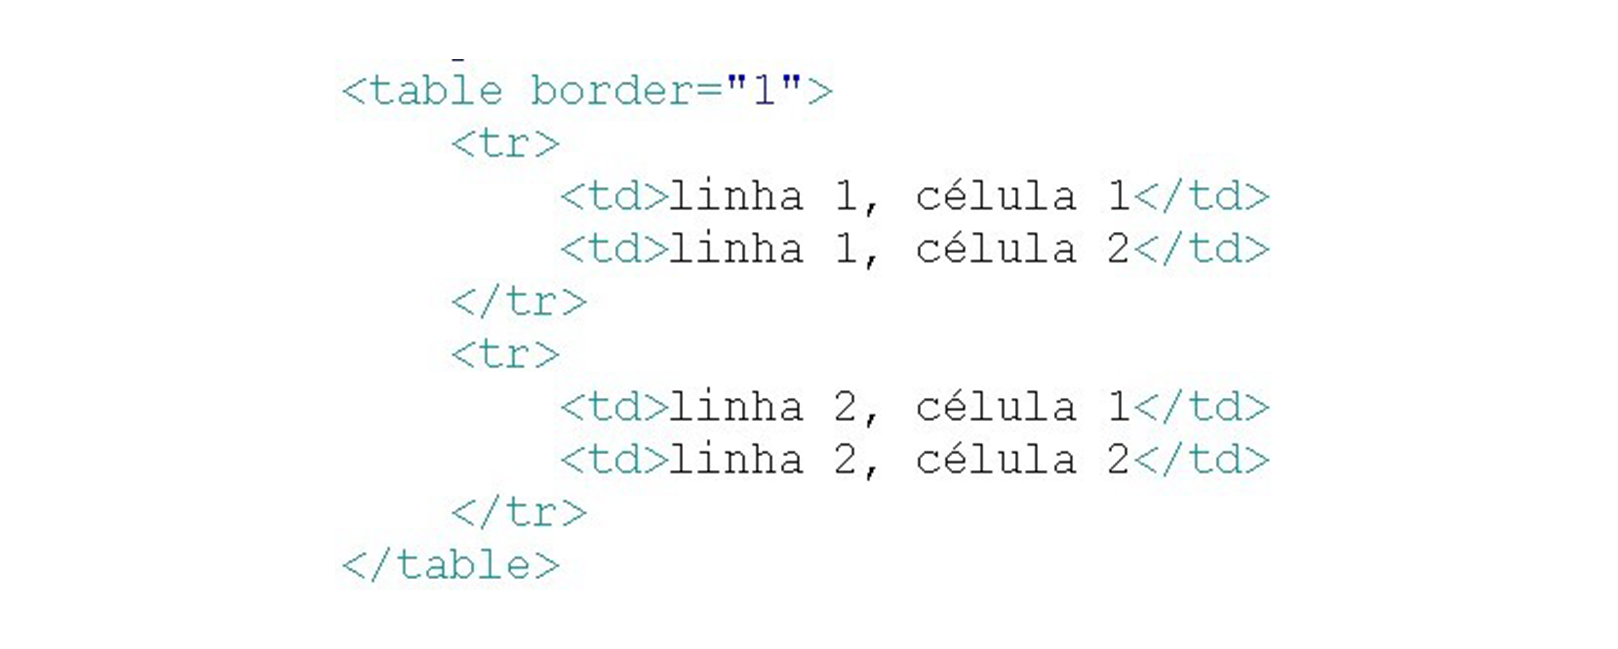 <table border="1">
<tr>
<td>linha 1, célula 1</td>
<td>linha 1, célula 2</td>
</tr>
<tr>
<td>linha 2, célula 1</td>
<td>linha 2, célula 2</td>
</tr>
</table>